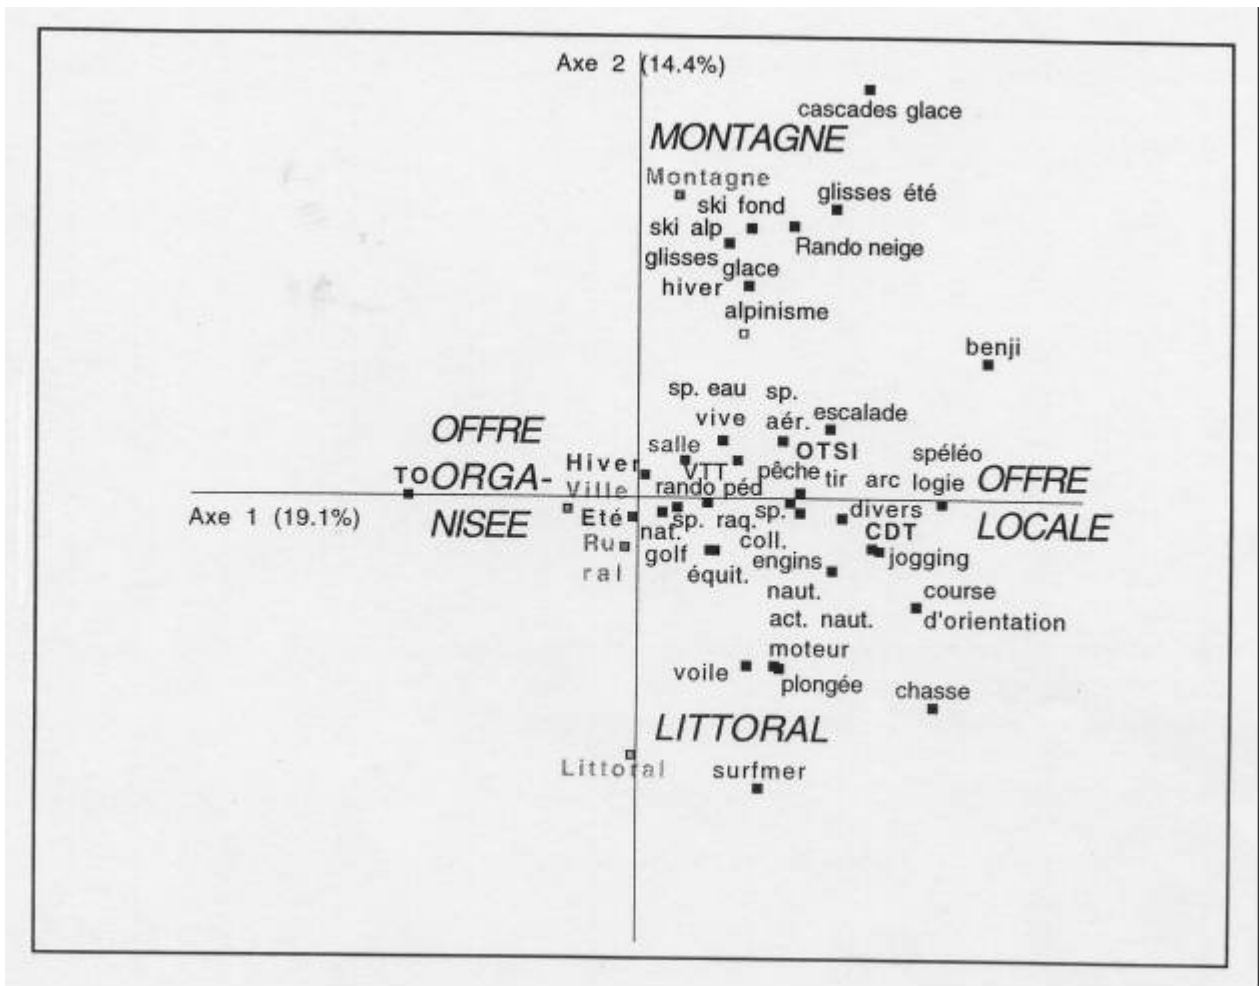 Axe 2 (14.4%)
cascades glace
MONTAGNE
Montagne
glisses été
ski fond
ski alp
Rando neige
glisses
glace
hiver
alpinisme
benji
sp. eau
vive
sp.
aér.
escalade
OFFRE
salle
OTSI
spéléo
Hiver
VTT
pêche
tir arc
logie
OFFRE
TO
ORGA-
Ville
rando péd
Axe 1 (19.1%)
NISEE
Eté
nat.
sp. raq.
sp.
coll.
divers
CDT
LOCALE
Ru
ral
golf
équit.
engins
naut.
jogging
course
d'orientation
act. naut.
moteur
voile
plongée
chasse
LITTORAL
Littoral
surfmer